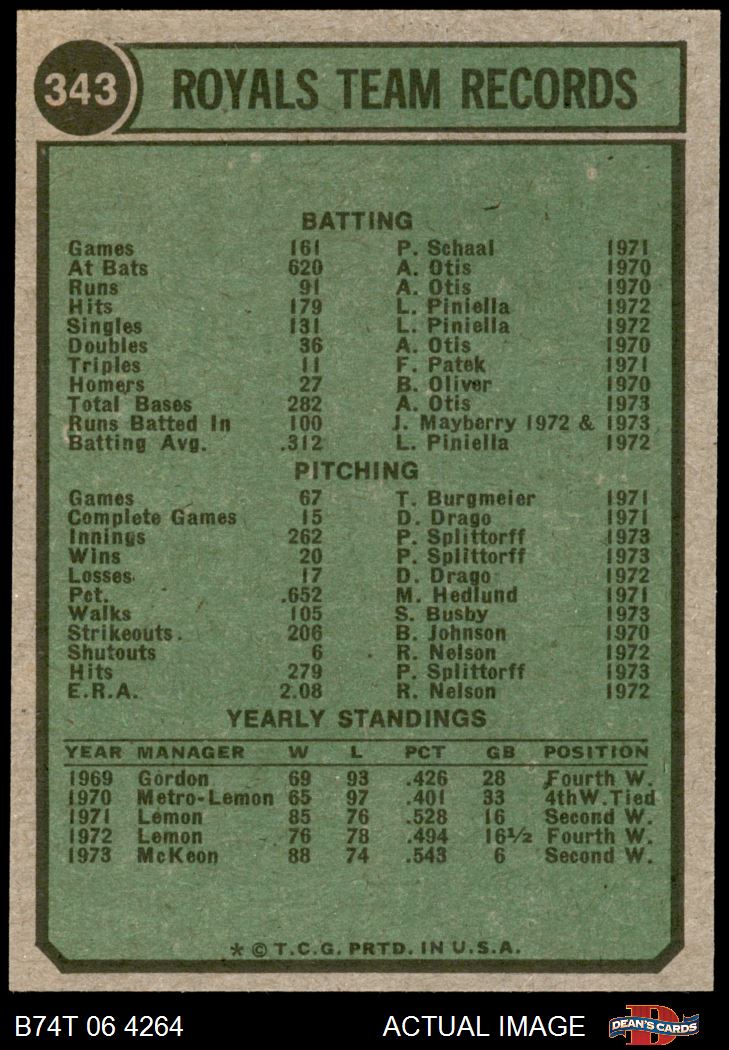 343 ROYALS TEAM RECORDS
BATTING
Games 161 P. Schaal 1971
At Bats 620 A. Otis 1970
Runs 91 A. Otis 1970
Hits 179 L. Piniella 1972
Singles 131 L. Piniella 1972
Doubles 36 A. Otis 1970
Triples 11 F. Patek 1971
Homers 27 B. Oliver 1970
Total Bases 282 A. Otis 1973
Runs Batted In 100 J. Mayberry 1972 & 1973
Batting Avg. .312 L. Piniella 1972
PITCHING
Games 67 T. Burgmeier 1971
Complete Games 15 D. Drago 1971
Innings 262 P. Splittorff 1973
Wins 20 P. Splittorff 1973
Losses 17 D. Drago 1972
Pct. .652 M. Hedlund 1971
Walks 105 S. Busby 1973
Strikeouts. 206 B. Johnson 1970
Shutouts 6 R. Nelson 1972
Hits 279 P. Splittorff 1973
E.R.A. 2.08 R. Nelson 1972
YEARLY STANDINGS
YEAR MANAGER W L PCT GB POSITION
1969 Gordon 69 93 .426 28 Fourth W.
1970 Metro-Lemon 65 97 .401 33 4thW.Tied
1971 Lemon 85 76 .528 16 Second W.
1972 Lemon 76 78 .494 16½ Fourth W.
1973 McKeon 88 74 .543 6 Second W.
* © T.C.G. PRTD. IN U.S.A.
B74T 06 4264 ACTUAL IMAGE DEAN'S CARDS